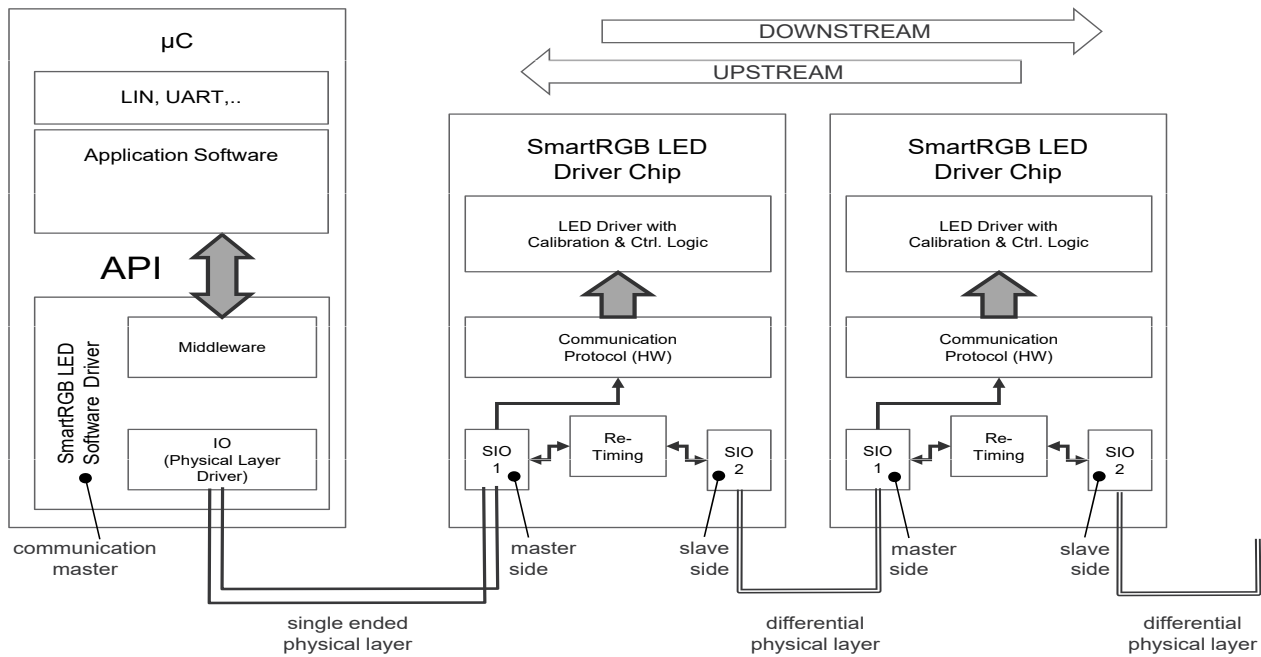 µC
LIN, UART,..
Application Software
API
SmartRGB LED
Software Driver
Middleware
IO
(Physical Layer
Driver)
communication
master
DOWNSTREAM
UPSTREAM
SmartRGB LED
Driver Chip
LED Driver with
Calibration & Ctrl. Logic
Communication
Protocol (HW)
SIO
1
Re-
Timing
SIO
2
master
side
slave
side
SmartRGB LED
Driver Chip
LED Driver with
Calibration & Ctrl. Logic
Communication
Protocol (HW)
SIO
1
Re-
Timing
SIO
2
master
side
slave
side
single ended
physical layer
differential
physical layer
differential
physical layer